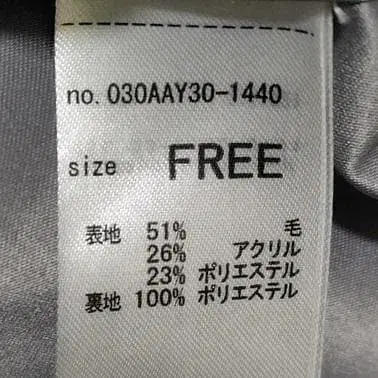 no. 030AAY30-1440
size FREE
表地 51% 毛
26% アクリル
23% ポリエステル
裏地 100% ポリエステル